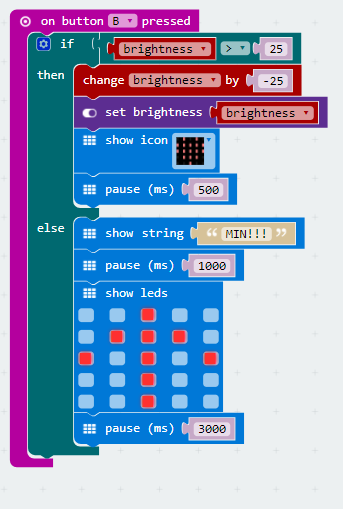 on button B pressed
if brightness > 25
then change brightness by -25
set brightness brightness
show icon
pause (ms) 500
else show string “ MIN!!! ”
pause (ms) 1000
show leds
pause (ms) 3000